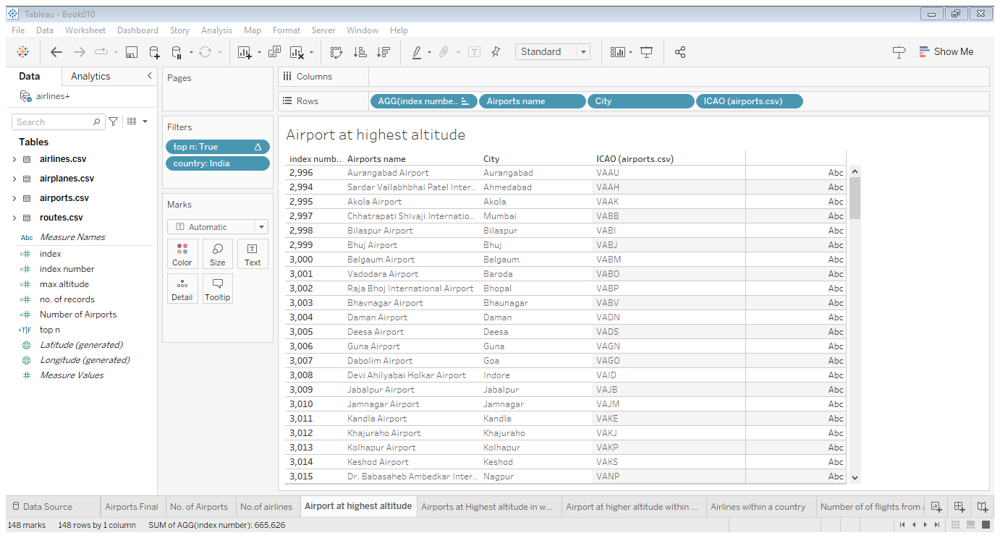 Tableau - Book010
File Data Worksheet Dashboard Story Analysis Map Format Server Window Help
Standard
Show Me
Data Analytics
airlines+
Search
Tables
airlines.csv
airplanes.csv
airports.csv
routes.csv
Abc Measure Names
index
index number
max altitude
no. of records
Number of Airports
T|F top n
Latitude (generated)
Longitude (generated)
Measure Values
Pages
Filters
top n: True
country: India
Marks
Automatic
Color Size Text
Detail Tooltip
Columns
Rows AGG(index numbe.. Airports name City ICAO (airports.csv)
Airport at highest altitude
index numb.. Airports name City ICAO (airports.csv)
2,996 Aurangabad Airport Aurangabad VAAU Abc
2,994 Sardar Vallabhbhai Patel Inter.. Ahmedabad VAAH Abc
2,995 Akola Airport Akola VAAK Abc
2,997 Chhatrapati Shivaji Internatio.. Mumbai VABB Abc
2,998 Bilaspur Airport Bilaspur VABI Abc
2,999 Bhuj Airport Bhuj VABJ Abc
3,000 Belgaum Airport Belgaum VABM Abc
3,001 Vadodara Airport Baroda VABO Abc
3,002 Raja Bhoj International Airport Bhopal VABP Abc
3,003 Bhavnagar Airport Bhaunagar VABV Abc
3,004 Daman Airport Daman VADN Abc
3,005 Deesa Airport Deesa VADS Abc
3,006 Guna Airport Guna VAGN Abc
3,007 Dabolim Airport Goa VAGO Abc
3,008 Devi Ahilyabai Holkar Airport Indore VAID Abc
3,009 Jabalpur Airport Jabalpur VAJB Abc
3,010 Jamnagar Airport Jamnagar VAJM Abc
3,011 Kandla Airport Kandla VAKE Abc
3,012 Khajuraho Airport Khajuraho VAKJ Abc
3,013 Kolhapur Airport Kolhapur VAKP Abc
3,014 Keshod Airport Keshod VAKS Abc
3,015 Dr. Babasaheb Ambedkar Inter.. Nagpur VANP Abc
Data Source Airports Final No. of Airports No.of airlines Airport at highest altitude Airports at Highest altitude in w... Airport at higher altitude within ... Airlines within a country Number of of flights from a
148 marks 148 rows by 1 column SUM of AGG(index number): 665,626